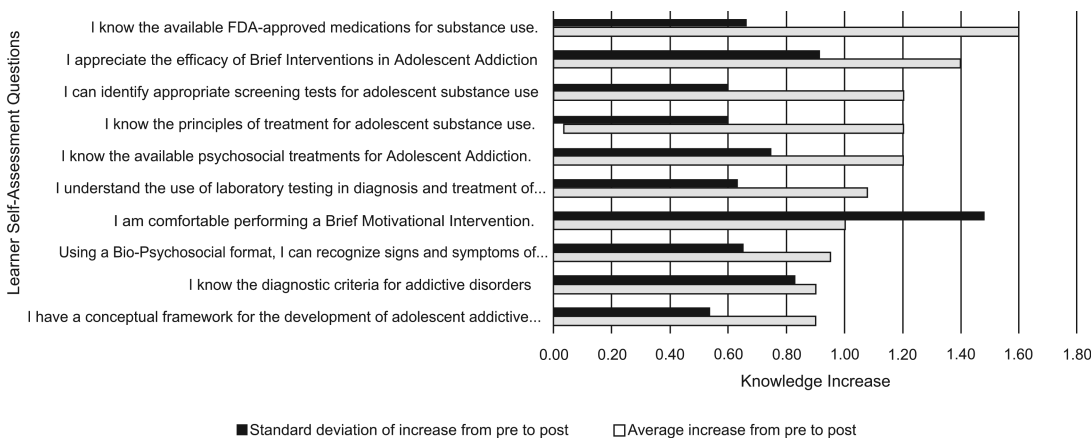 Learner Self-Assessment Questions
I know the available FDA-approved medications for substance use.
I appreciate the efficacy of Brief Interventions in Adolescent Addiction
I can identify appropriate screening tests for adolescent substance use
I know the principles of treatment for adolescent substance use.
I know the available psychosocial treatments for Adolescent Addiction.
I understand the use of laboratory testing in diagnosis and treatment of...
I am comfortable performing a Brief Motivational Intervention.
Using a Bio-Psychosocial format, I can recognize signs and symptoms of...
I know the diagnostic criteria for addictive disorders
I have a conceptual framework for the development of adolescent addictive...
0.00 0.20 0.40 0.60 0.80 1.00 1.20 1.40 1.60 1.80
Knowledge Increase
Standard deviation of increase from pre to post Average increase from pre to post